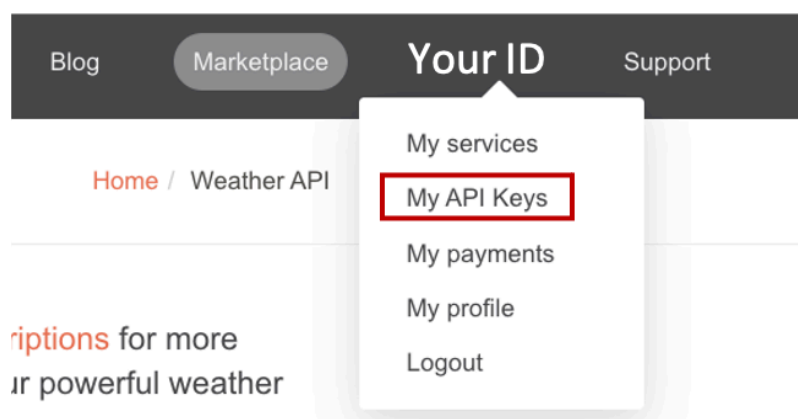 Blog Marketplace Your ID Support
My services
Home / Weather API
My API Keys
My payments
My profile
Logout
riptions for more
ur powerful weather